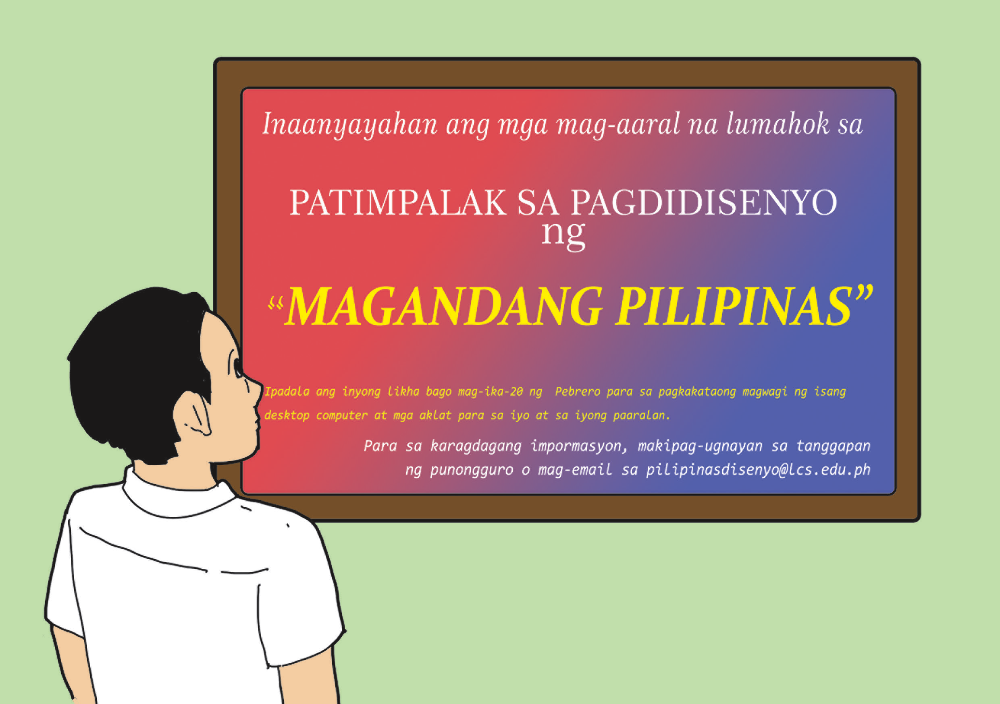 Inaanyayahan ang mga mag-aaral na lumahok sa
PATIMPALAK SA PAGDIDISENYO
ng
“MAGANDANG PILIPINAS”
Ipadala ang inyong likha bago mag-ika-20 ng Pebrero para sa pagkakataong magwagi ng isang
desktop computer at mga aklat para sa iyo at sa iyong paaralan.
Para sa karagdagang impormasyon, makipag-ugnayan sa tanggapan
ng punongguro o mag-email sa pilipinasdisenyo@lcs.edu.ph